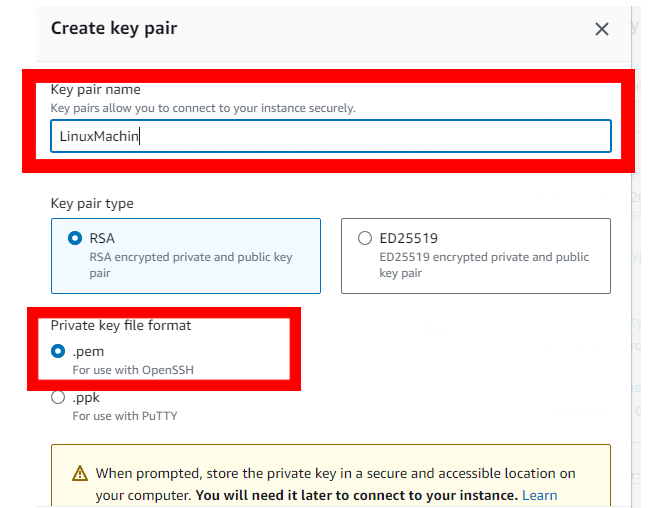 Create key pair
Key pair name
Key pairs allow you to connect to your instance securely.
LinuxMachin
Key pair type
RSA
RSA encrypted private and public key
pair
ED25519
ED25519 encrypted private and public
key pair
Private key file format
.pem
For use with OpenSSH
.ppk
For use with PuTTY
When prompted, store the private key in a secure and accessible location on
your computer. You will need it later to connect to your instance. Learn